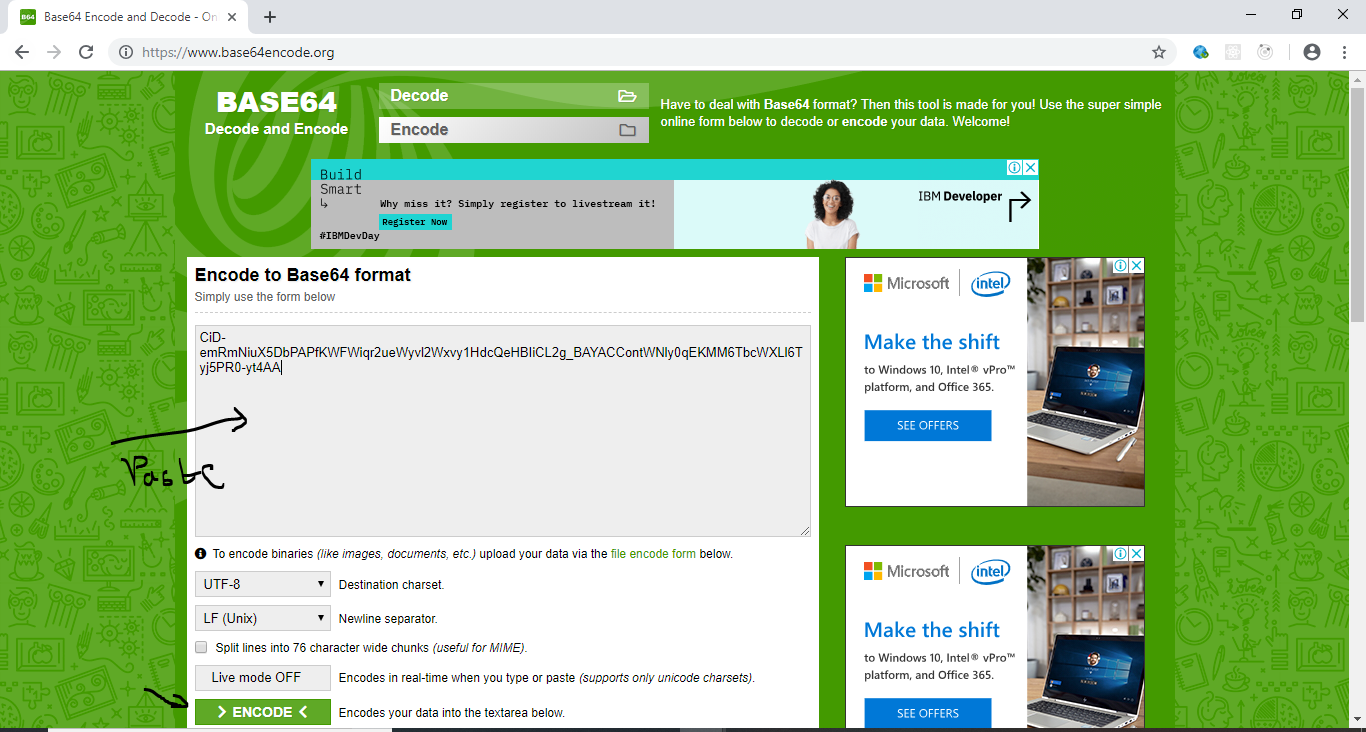 Base64 Encode and Decode - On
https://www.base64encode.org
BASE64
Decode and Encode
Decode
Encode
Have to deal with Base64 format? Then this tool is made for you! Use the super simple
online form below to decode or encode your data. Welcome!
Build
Smart
Why miss it? Simply register to livestream it!
Register Now
#IBMDevDay
IBM Developer
Encode to Base64 format
Simply use the form below
CiD-
emRmNiuX5DbPAPfKWFWiqr2ueWyvl2Wxvy1HdcQeHBIiCL2g_BAYACContWNly0qEKMM6TbcWXLl6T
yj5PR0-yt4AA
Paste
To encode binaries (like images, documents, etc.) upload your data via the file encode form below.
UTF-8 Destination charset.
LF (Unix) Newline separator.
Split lines into 76 character wide chunks (useful for MIME).
Live mode OFF Encodes in real-time when you type or paste (supports only unicode charsets).
ENCODE Encodes your data into the textarea below.
Microsoft
intel
Make the shift
to Windows 10, Intel® vPro™
platform, and Office 365.
SEE OFFERS
Microsoft
intel
Make the shift
to Windows 10, Intel® vPro™
platform, and Office 365.
SEE OFFERS